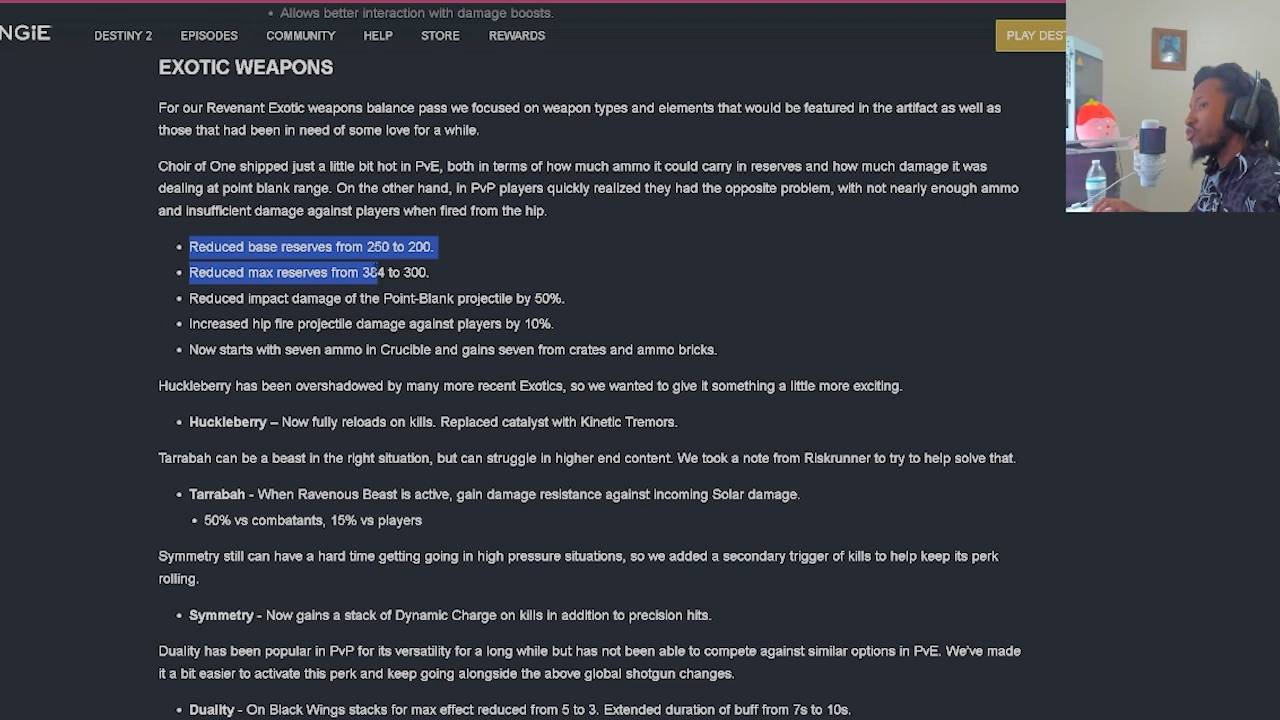 Allows better interaction with damage boosts.
NGiE DESTINY 2 EPISODES COMMUNITY HELP STORE REWARDS PLAY DEST
EXOTIC WEAPONS
For our Revenant Exotic weapons balance pass we focused on weapon types and elements that would be featured in the artifact as well as
those that had been in need of some love for a while.
Choir of One shipped just a little bit hot in PvE, both in terms of how much ammo it could carry in reserves and how much damage it was
dealing at point blank range. On the other hand, in PvP players quickly realized they had the opposite problem, with not nearly enough ammo
and insufficient damage against players when fired from the hip.
• Reduced base reserves from 250 to 200.
• Reduced max reserves from 384 to 300.
• Reduced impact damage of the Point-Blank projectile by 50%.
• Increased hip fire projectile damage against players by 10%.
• Now starts with seven ammo in Crucible and gains seven from crates and ammo bricks.
Huckleberry has been overshadowed by many more recent Exotics, so we wanted to give it something a little more exciting.
• Huckleberry – Now fully reloads on kills. Replaced catalyst with Kinetic Tremors.
Tarrabah can be a beast in the right situation, but can struggle in higher end content. We took a note from Riskrunner to try to help solve that.
• Tarrabah - When Ravenous Beast is active, gain damage resistance against incoming Solar damage.
• 50% vs combatants, 15% vs players
Symmetry still can have a hard time getting going in high pressure situations, so we added a secondary trigger of kills to help keep its perk
rolling.
• Symmetry - Now gains a stack of Dynamic Charge on kills in addition to precision hits.
Duality has been popular in PvP for its versatility for a long while but has not been able to compete against similar options in PvE. We've made
it a bit easier to activate this perk and keep going alongside the above global shotgun changes.
• Duality - On Black Wings stacks for max effect reduced from 5 to 3. Extended duration of buff from 7s to 10s.